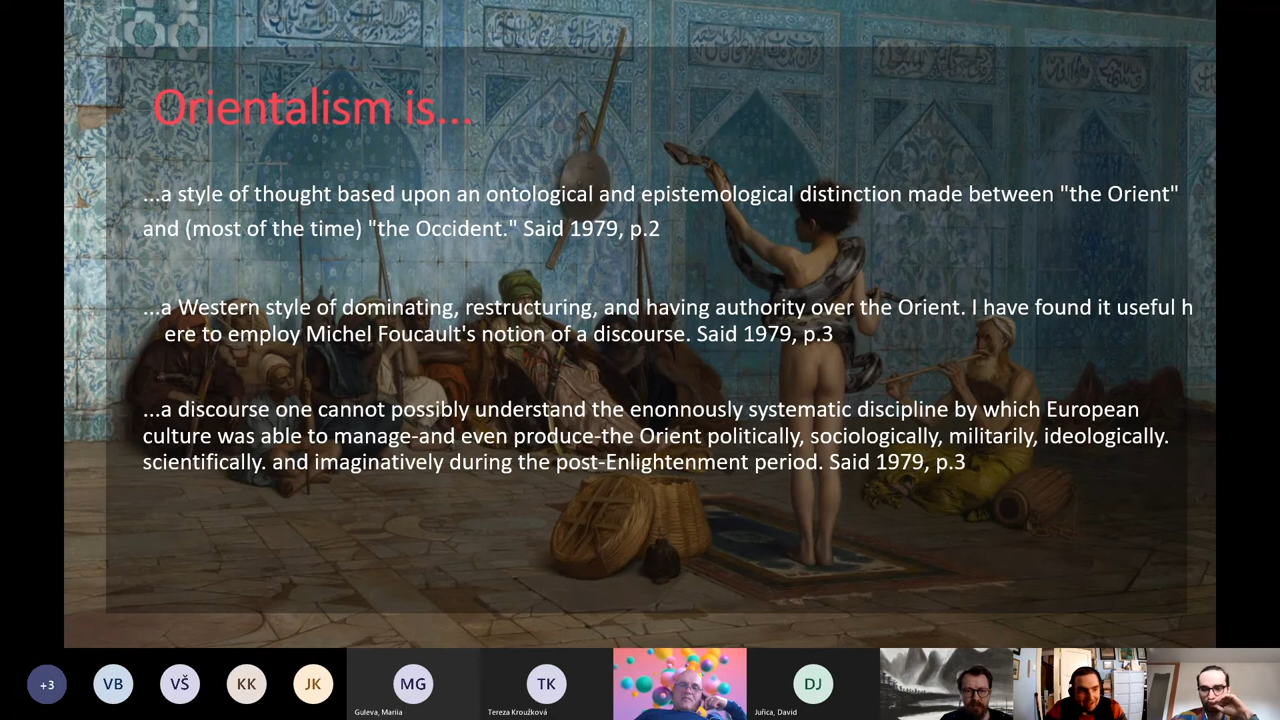 Orientalism is...
...a style of thought based upon an ontological and epistemological distinction made between "the Orient"
and (most of the time) "the Occident." Said 1979, p.2
...a Western style of dominating, restructuring, and having authority over the Orient. I have found it useful h
ere to employ Michel Foucault's notion of a discourse. Said 1979, p.3
...a discourse one cannot possibly understand the enonnously systematic discipline by which European
culture was able to manage-and even produce-the Orient politically, sociologically, militarily, ideologically.
scientifically. and imaginatively during the post-Enlightenment period. Said 1979, p.3
+3
VB
VŠ
KK
JK
MG
TK
DJ
Guleva, Mariia
Tereza Kroužková
Juřica, David